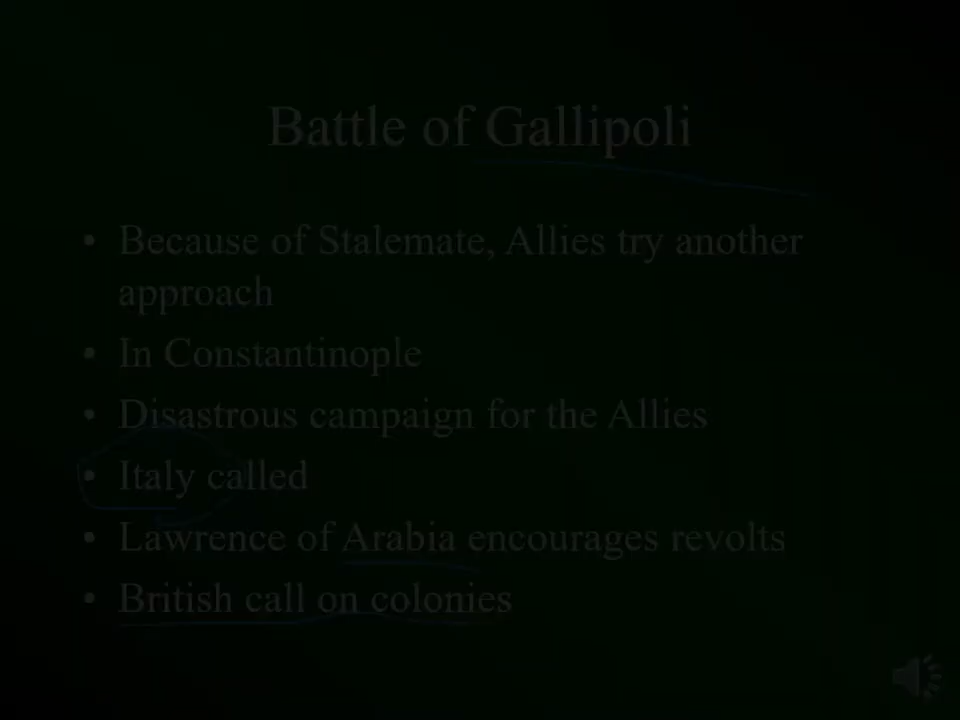 Battle of Gallipoli
• Because of Stalemate, Allies try another
approach
• In Constantinople
• Disastrous campaign for the Allies
• Italy called
• Lawrence of Arabia encourages revolts
• British call on colonies